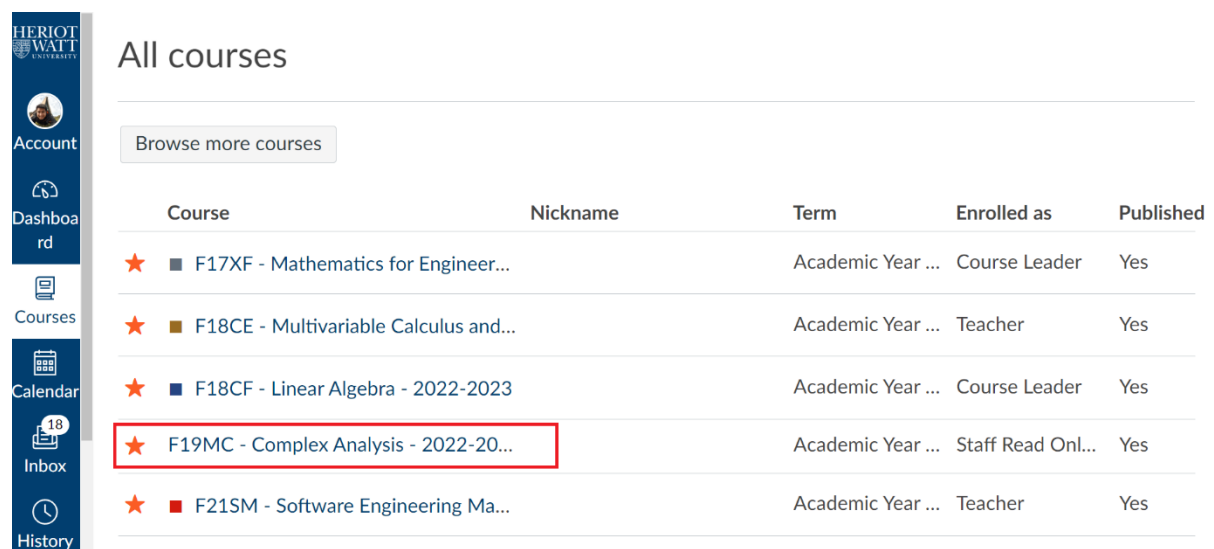 HERIOT
WATT
UNIVERSITY
Account
Dashboa
rd
Courses
Calendar
18
Inbox
History
All courses
Browse more courses
Course Nickname Term Enrolled as Published
F17XF - Mathematics for Engineer... Academic Year ... Course Leader Yes
F18CE - Multivariable Calculus and... Academic Year ... Teacher Yes
F18CF - Linear Algebra - 2022-2023 Academic Year ... Course Leader Yes
F19MC - Complex Analysis - 2022-20... Academic Year ... Staff Read Onl... Yes
F21SM - Software Engineering Ma... Academic Year ... Teacher Yes